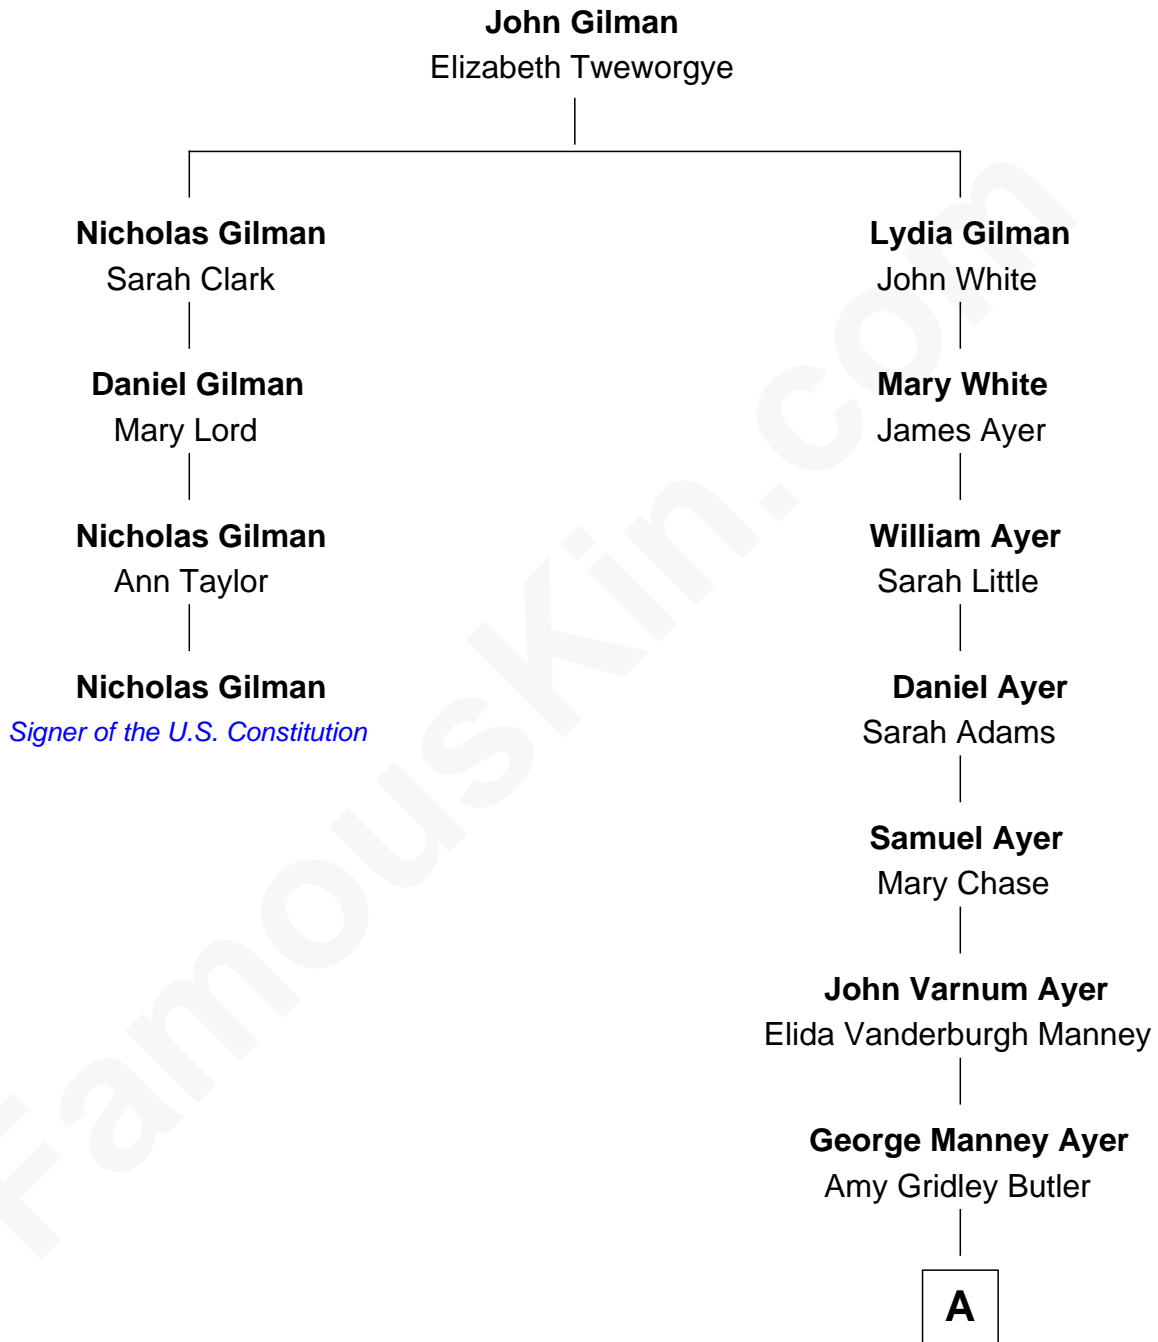 John Gilman
Elizabeth Tweworgye
Nicholas Gilman
Sarah Clark
Daniel Gilman
Mary Lord
Nicholas Gilman
Ann Taylor
Nicholas Gilman
Signer of the U.S. Constitution
Lydia Gilman
John White
Mary White
James Ayer
William Ayer
Sarah Little
Daniel Ayer
Sarah Adams
Samuel Ayer
Mary Chase
John Varnum Ayer
Elida Vanderburgh Manney
George Manney Ayer
Amy Gridley Butler
A
FamousKin.com